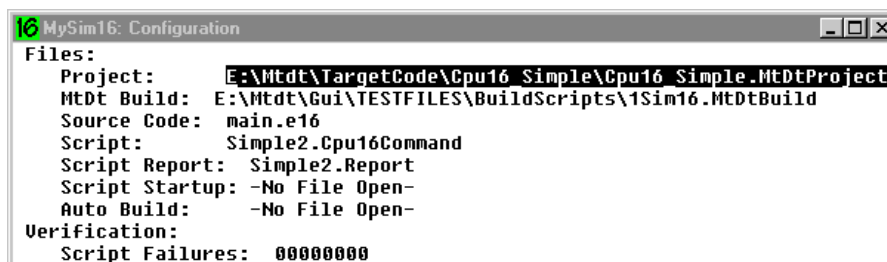 16 MySim16: Configuration
Files:
Project: E:\Mtdt\TargetCode\Cpu16_Simple\Cpu16_Simple.MtDtProject
MtDt Build: E:\Mtdt\Gui\TESTFILES\BuildScripts\1Sim16.MtDtBuild
Source Code: main.e16
Script: Simple2.Cpu16Command
Script Report: Simple2.Report
Script Startup: -No File Open-
Auto Build: -No File Open-
Verification:
Script Failures: 00000000